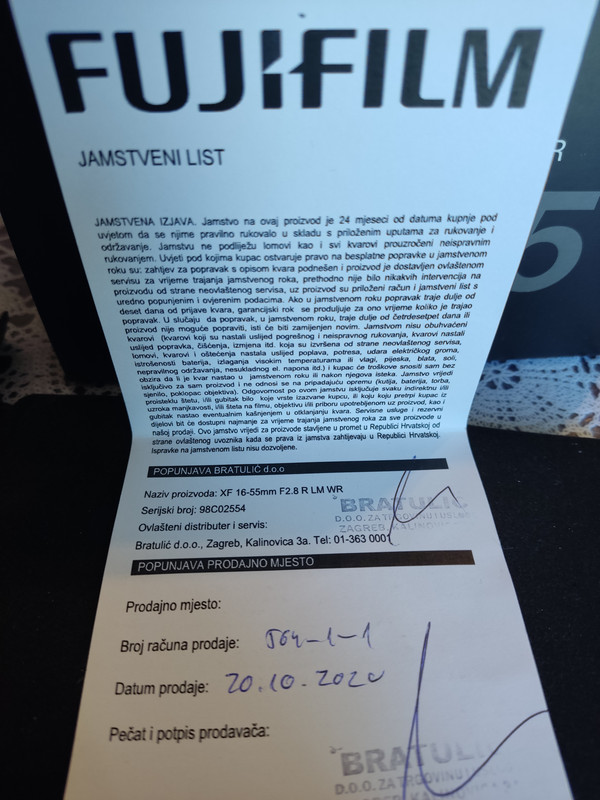 FUJIFILM
JAMSTVENI LIST
R
5
JAMSTVENA IZJAVA. Jamstvo na ovaj proizvod je 24 mjeseci od datuma kupnje pod
uvjetom da se njime pravilno rukovalo u skladu s priloženim uputama za rukovanje i
održavanje. Jamstvu ne podliježu lomovi kao i svi kvarovi prouzročeni neispravnim
rukovanjem. Uvjeti pod kojima kupac ostvaruje pravo na besplatne popravke u jamstvenom
roku su: zahtjev za popravak s opisom kvara podnešen i proizvod je dostavljen ovlaštenom
servisu za vrijeme trajanja jamstvenog roka, prethodno nije bilo nikakvih intervencija na
proizvodu od strane neovlaštenog servisa, uz proizvod su priloženi račun i jamstveni list s
uredno popunjenim i ovjerenim podacima. Ako u jamstvenom roku popravak traje dulje od
deset dana od prijave kvara, garancijski rok se produljuje za ono vrijeme koliko je trajao
popravak. U slučaju da popravak, u jamstvenom roku, traje dulje od četrdesetpet dana ili
proizvod nije moguće popraviti, isti će biti zamijenjen novim. Jamstvom nisu obuhvaćeni
kvarovi (kvarovi koji su nastali uslijed pogrešnog i neispravnog rukovanja, kvarovi nastali
uslijed popravka, čišćenja, izmjena itd. koja su izvršena od strane neovlaštenog servisa,
lomovi, kvarovi i oštećenja nastala uslijed poplava, potresa, udara električnog groma,
istrošenosti baterija, izlaganja visokim temperaturama ili vlagi, pijeska, blata, soli,
nepravilnog održavanja, neskulodnog el. napona itd.) i kupac će troškove snositi sam bez
obzira da li je kvar nastao u jamstvenom roku ili nakon njegova isteka. Jamstvo vrijedi
isključivo za sam proizvod i ne odnosi se na pripadajuću opremu (kutija, baterija, torba,
sjenilo, poklopac objektiva). Odgovornost po ovom jamstvu isključuje svaku indirektnu ili
posljedičnu štetu, i/ili gubitak bilo koje vrste izazvane kupcu, ili koju koju pretrpi kupac iz
uzroka manjkavosti, i/ili šteta na filmu, objektivu i/ili priboru upotrebljenom uz proizvod, kao i
gubitak nastao eventualnim kašnjenjem u otklanjanju kvara. Servisne usluge i rezervni
dijelovi bit će dostupni najmanje za vrijeme trajanja jamstvenog roka za proizvode iz
našoj prodaji. Ovo jamstvo vrijedi za proizvode stavljene u promet u Republici Hrvatskoj od
strane ovlaštenog uvoznika kada se prava iz jamstva zahtijevaju u Republici Hrvatskoj.
Ispravke na jamstvenom listu nisu dozvoljene.
POPUNJAVA BRATULIĆ d.o.o
Naziv proizvoda: XF 16-55mm F2.8 R LM WR
Serijski broj: 98C02554
Ovlašteni distributer i servis:
Bratulić d.o.o., Zagreb, Kalinovica 3a. Tel: 01-363 0001
BRATULIĆ
D.O.O. ZA TRGOVINU I USLUGE
ZAGREB, KALINOVICA
POPUNJAVA PRODAJNO MJESTO
Prodajno mjesto:
Broj računa prodaje: 564-1-1
Datum prodaje: 20.10.2020
Pečat i potpis prodavača:
BRATULIĆ
D.O.O. ZA TRGOVINU